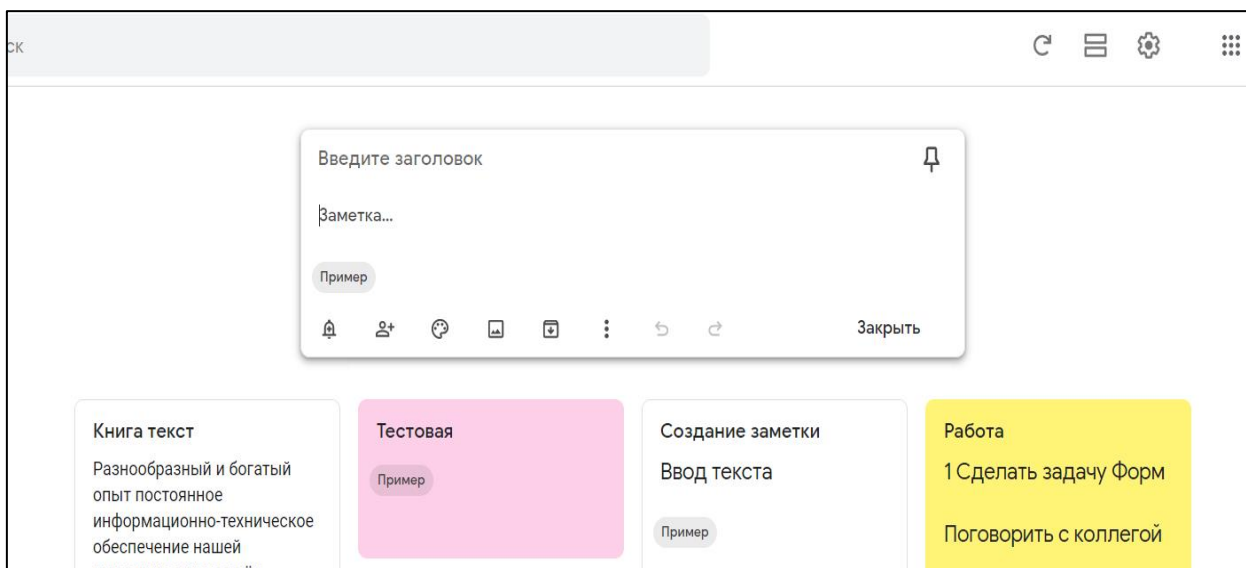 ск
Введите заголовок
Заметка...
Пример
Закрыть
Книга текст
Разнообразный и богатый
опыт постоянное
информационно-техническое
обеспечение нашей
Тестовая
Пример
Создание заметки
Ввод текста
Пример
Работа
1 Сделать задачу Форм
Поговорить с коллегой